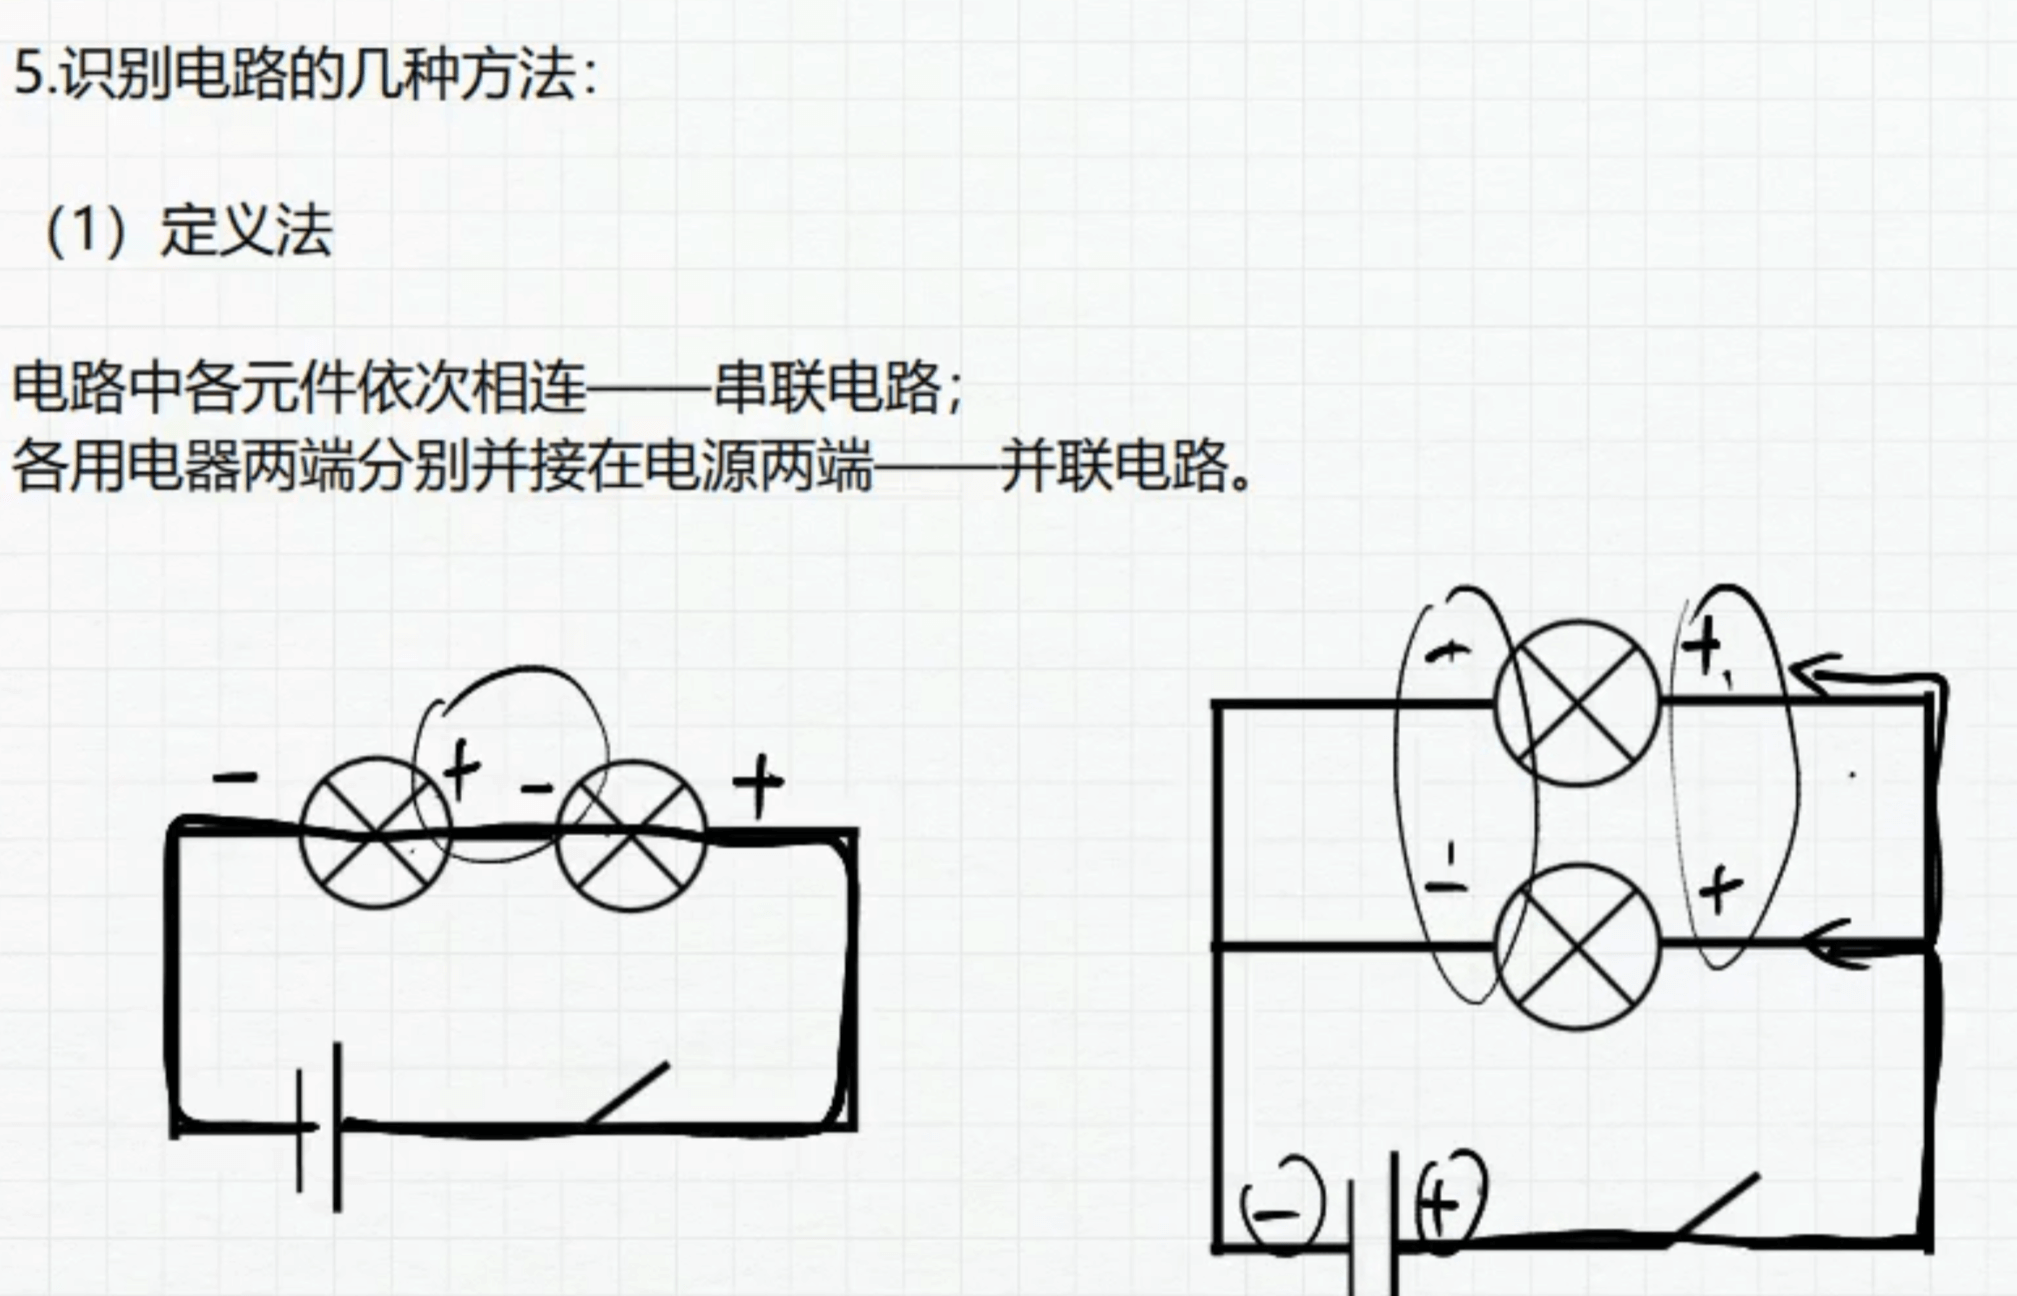 5.识别电路的几种方法：
（1）定义法
电路中各元件依次相连——串联电路；
各用电器两端分别并接在电源两端——并联电路。
- + - +
+ +
- +
- +